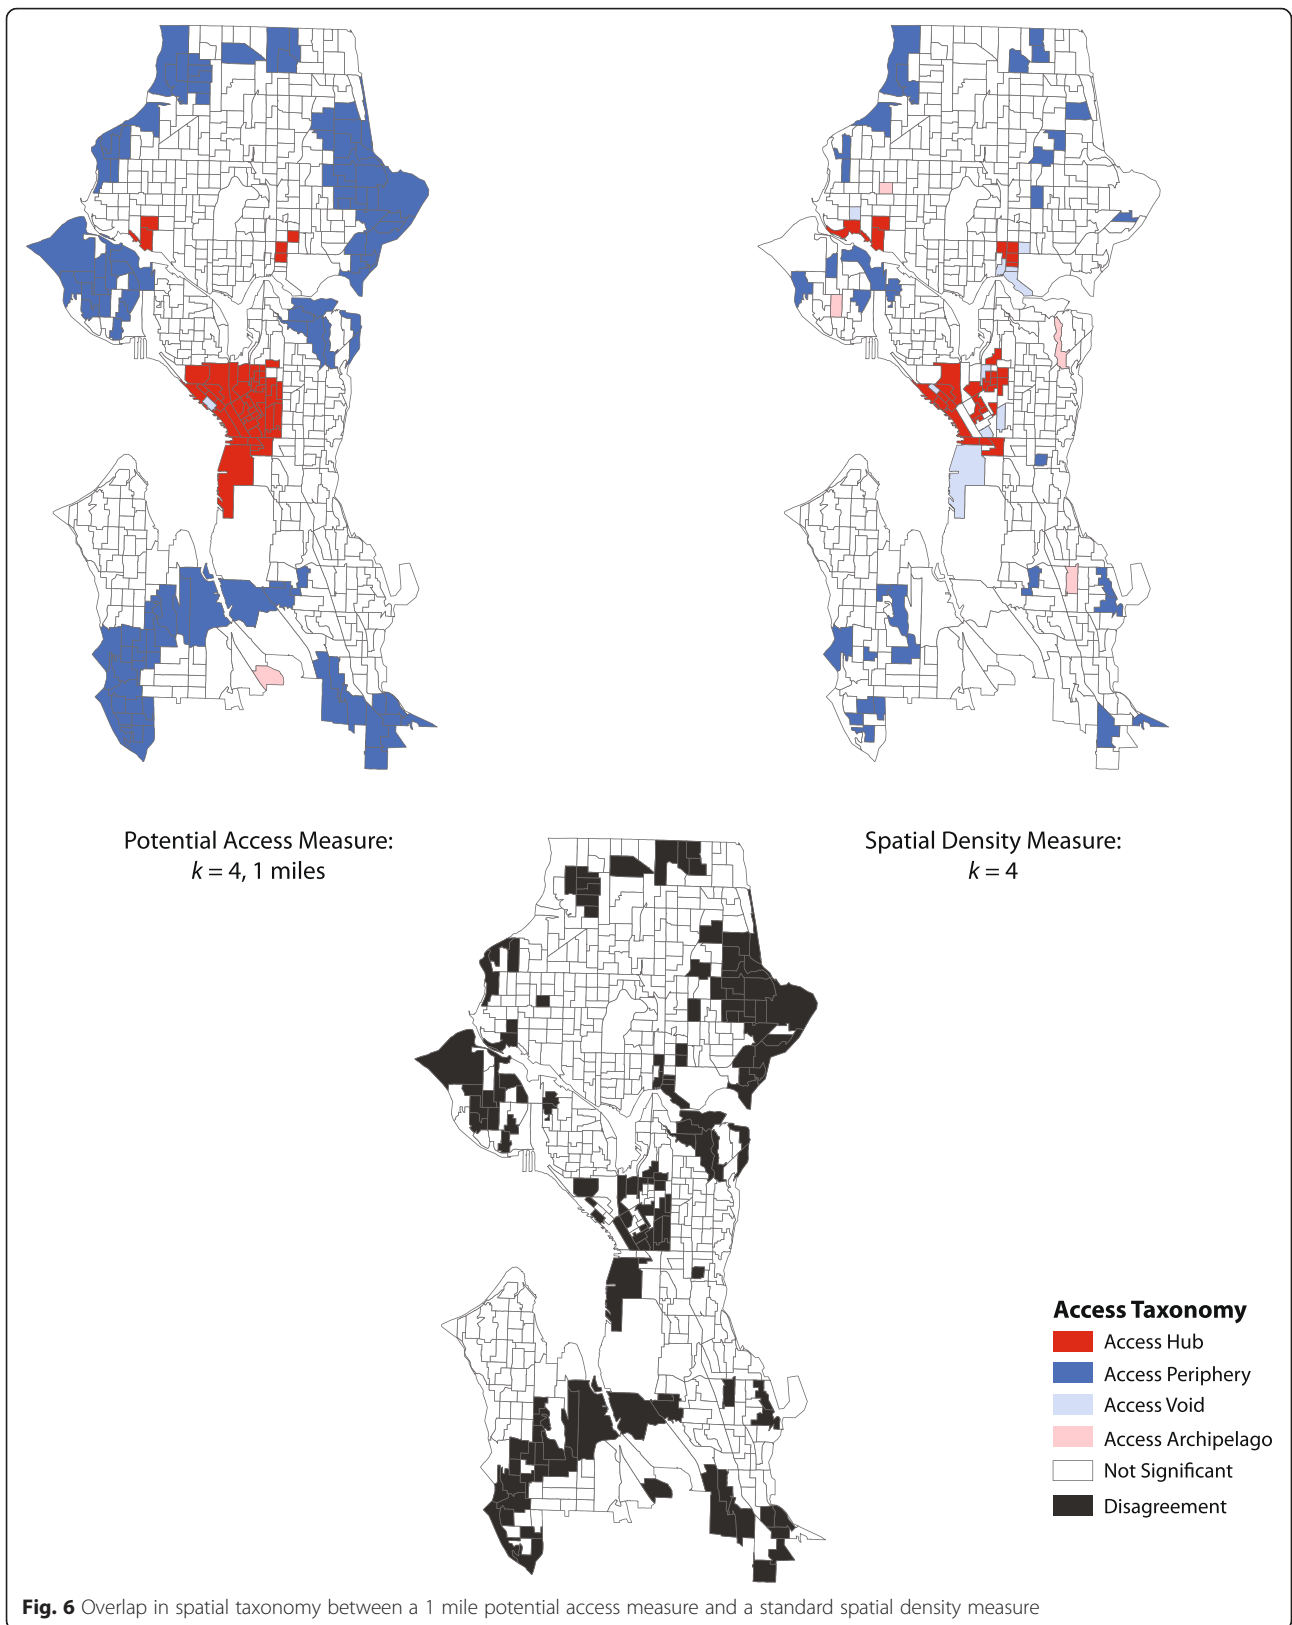 Potential Access Measure:
k = 4, 1 miles
Spatial Density Measure:
k = 4
Access Taxonomy
Access Hub
Access Periphery
Access Void
Access Archipelago
Not Significant
Disagreement
Fig. 6 Overlap in spatial taxonomy between a 1 mile potential access measure and a standard spatial density measure